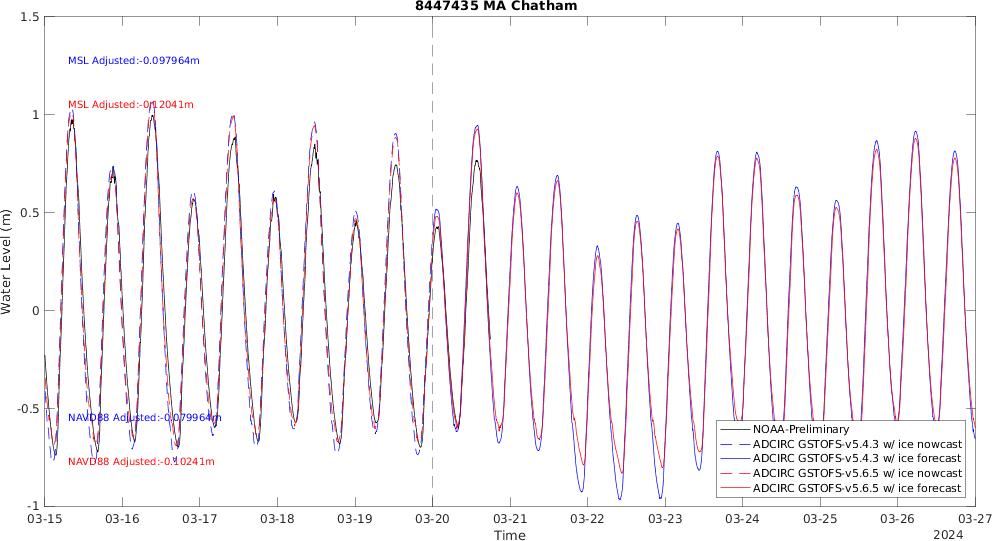 8447435 MA Chatham
1.5
1
0.5
0
-0.5
-1
Water Level (m)
MSL Adjusted:-0.097964m
MSL Adjusted:-0.12041m
NAVD88 Adjusted:-0.079964m
NAVD88 Adjusted:-0.10241m
NOAA-Preliminary
ADCIRC GSTOFS-v5.4.3 w/ ice nowcast
ADCIRC GSTOFS-v5.4.3 w/ ice forecast
ADCIRC GSTOFS-v5.6.5 w/ ice nowcast
ADCIRC GSTOFS-v5.6.5 w/ ice forecast
03-15 03-16 03-17 03-18 03-19 03-20 03-21 03-22 03-23 03-24 03-25 03-26 03-27
Time
2024